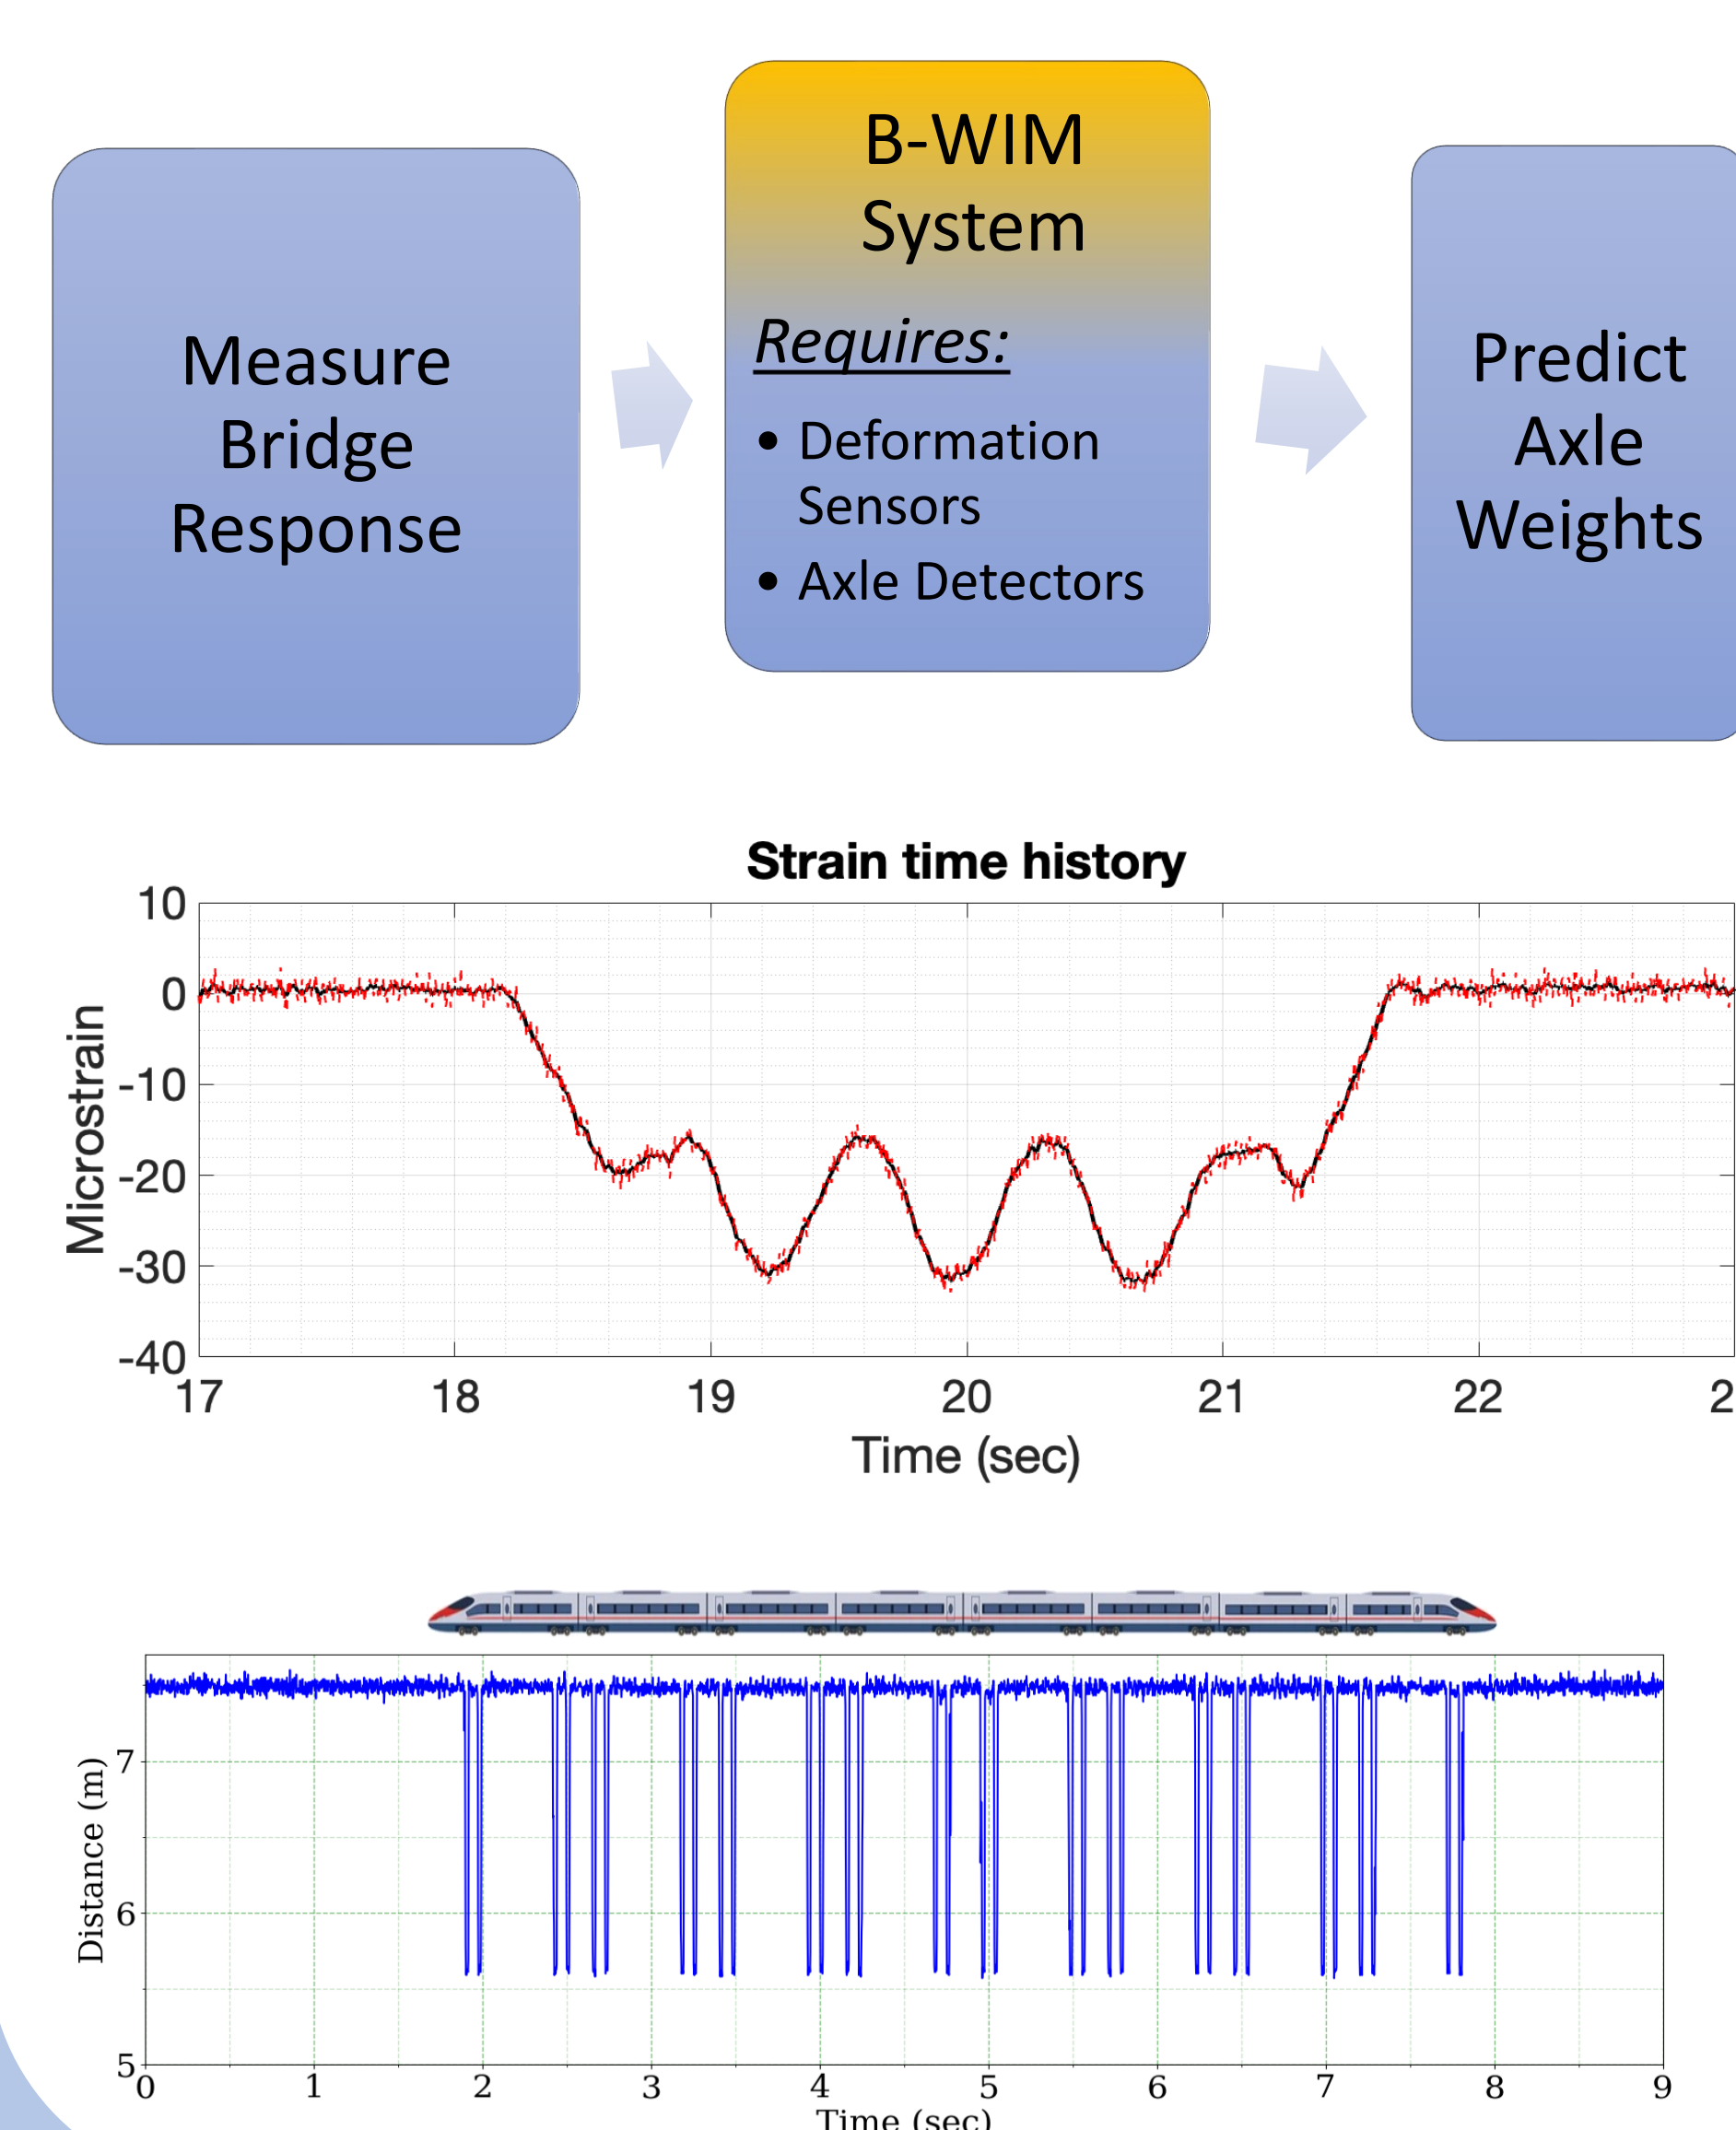 Measure
Bridge
Response
B-WIM
System
Requires:
• Deformation
Sensors
• Axle Detectors
Predict
Axle
Weights
Strain time history
10
0
-10
-20
-30
-40
Microstrain
17 18 19 20 21 22 2
Time (sec)
7
6
5
Distance (m)
0 1 2 3 4 5 6 7 8 9
Time (sec)